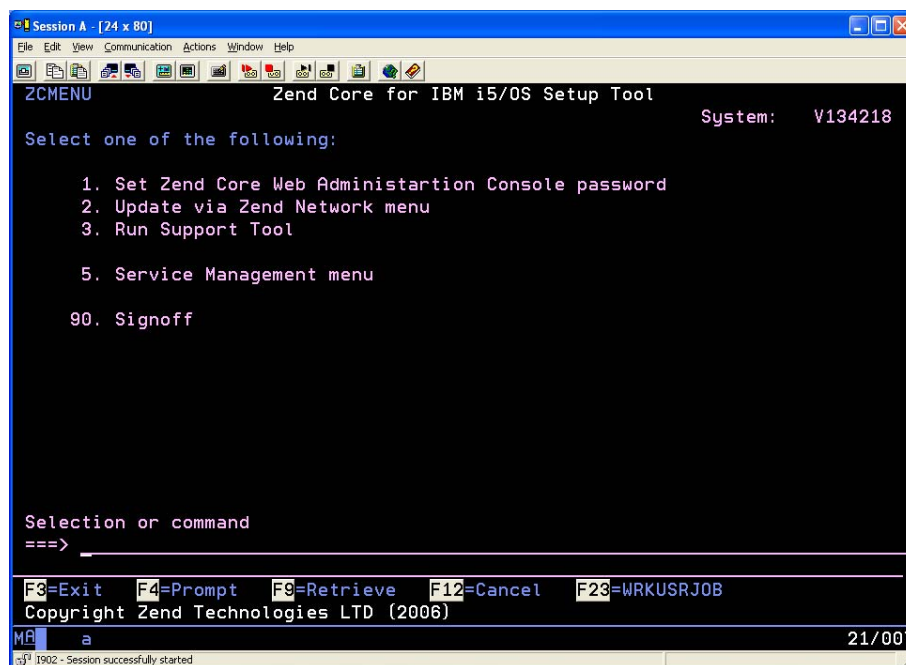 Session A - [24 x 80]
File Edit View Communication Actions Window Help
ZCMENU Zend Core for IBM i5/OS Setup Tool
System: V134218
Select one of the following:
1. Set Zend Core Web Administartion Console password
2. Update via Zend Network menu
3. Run Support Tool
5. Service Management menu
90. Signoff
Selection or command
===>
F3=Exit F4=Prompt F9=Retrieve F12=Cancel F23=WRKUSRJOB
Copyright Zend Technologies LTD (2006)
MA a 21/00
I902 - Session successfully started